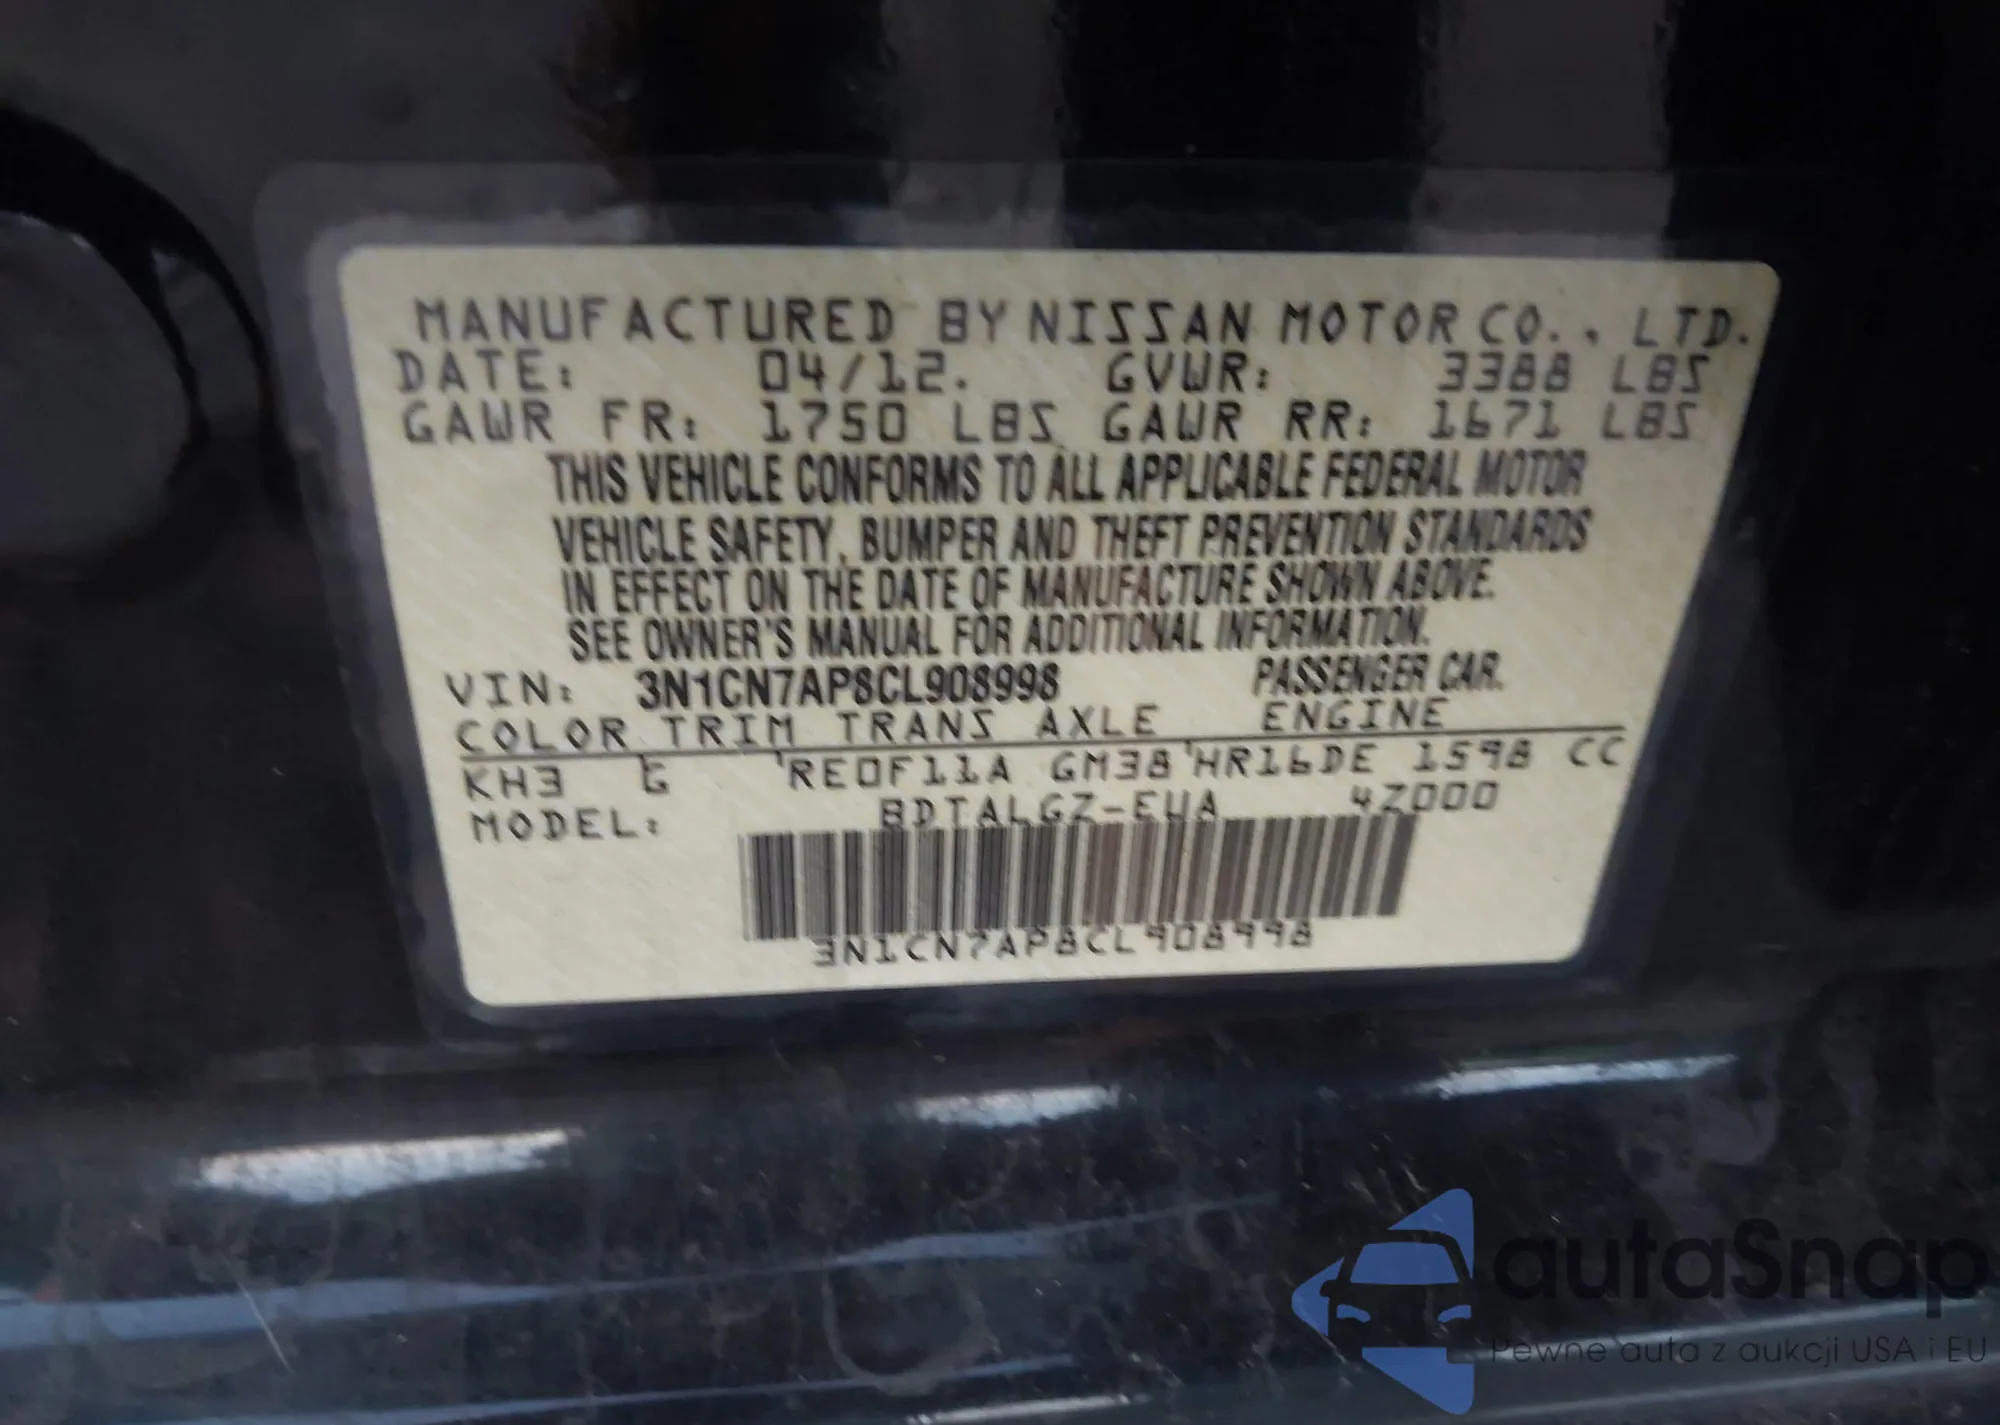 MANUFACTURED BY NISSAN MOTOR CO., LTD.
DATE: 04/12. GVWR: 3388 LBS
GAWR FR: 1750 LBS GAWR RR: 1671 LBS
THIS VEHICLE CONFORMS TO ALL APPLICABLE FEDERAL MOTOR
VEHICLE SAFETY, BUMPER AND THEFT PREVENTION STANDARDS
IN EFFECT ON THE DATE OF MANUFACTURE SHOWN ABOVE.
SEE OWNER'S MANUAL FOR ADDITIONAL INFORMATION.
VIN: 3N1CN7AP8CL908998 PASSENGER CAR.
COLOR TRIM TRANS AXLE ENGINE
KH3 G RE0F11A GM38 HR16DE 1598 CC
MODEL: BDTALGZ-EUA 4Z000
3N1CN7AP8CL908998
autaSnap
Pewne auta z aukcji USA i EU